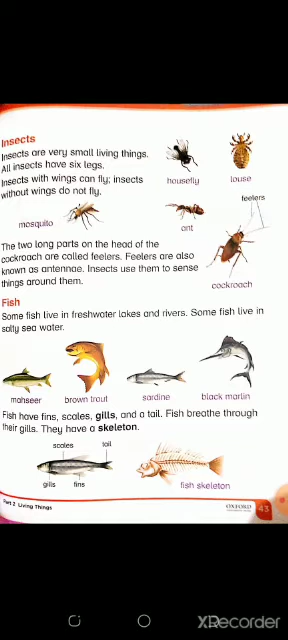 Insects
Insects are very small living things.
All insects have six legs.
Insects with wings can fly; insects
without wings do not fly.
housefly
louse
feelers
mosquito
ant
The two long parts on the head of the
cockroach are called feelers. Feelers are also
known as antennae. Insects use them to sense
things around them.
cockroach
Fish
Some fish live in freshwater lakes and rivers. Some fish live in
salty sea water.
mahseer
brown trout
sardine
black marlin
Fish have fins, scales, gills, and a tail. Fish breathe through
their gills. They have a skeleton.
scales
tail
gills
fins
fish skeleton
Part 2 Living Things
OXFORD
43
XRecorder